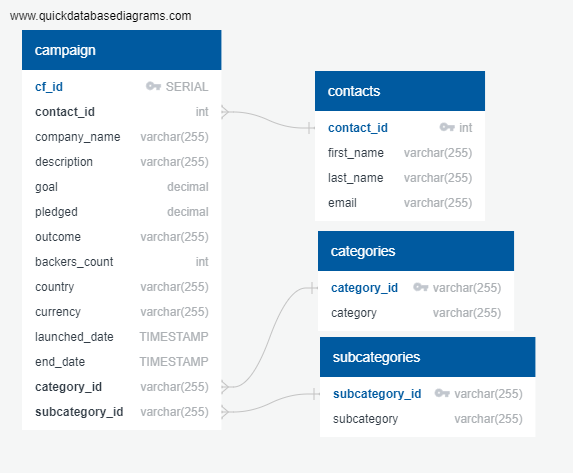 www.quickdatabasediagrams.com
campaign
cf_id SERIAL
contact_id int
company_name varchar(255)
description varchar(255)
goal decimal
pledged decimal
outcome varchar(255)
backers_count int
country varchar(255)
currency varchar(255)
launched_date TIMESTAMP
end_date TIMESTAMP
category_id varchar(255)
subcategory_id varchar(255)
contacts
contact_id int
first_name varchar(255)
last_name varchar(255)
email varchar(255)
categories
category_id varchar(255)
category varchar(255)
subcategories
subcategory_id varchar(255)
subcategory varchar(255)